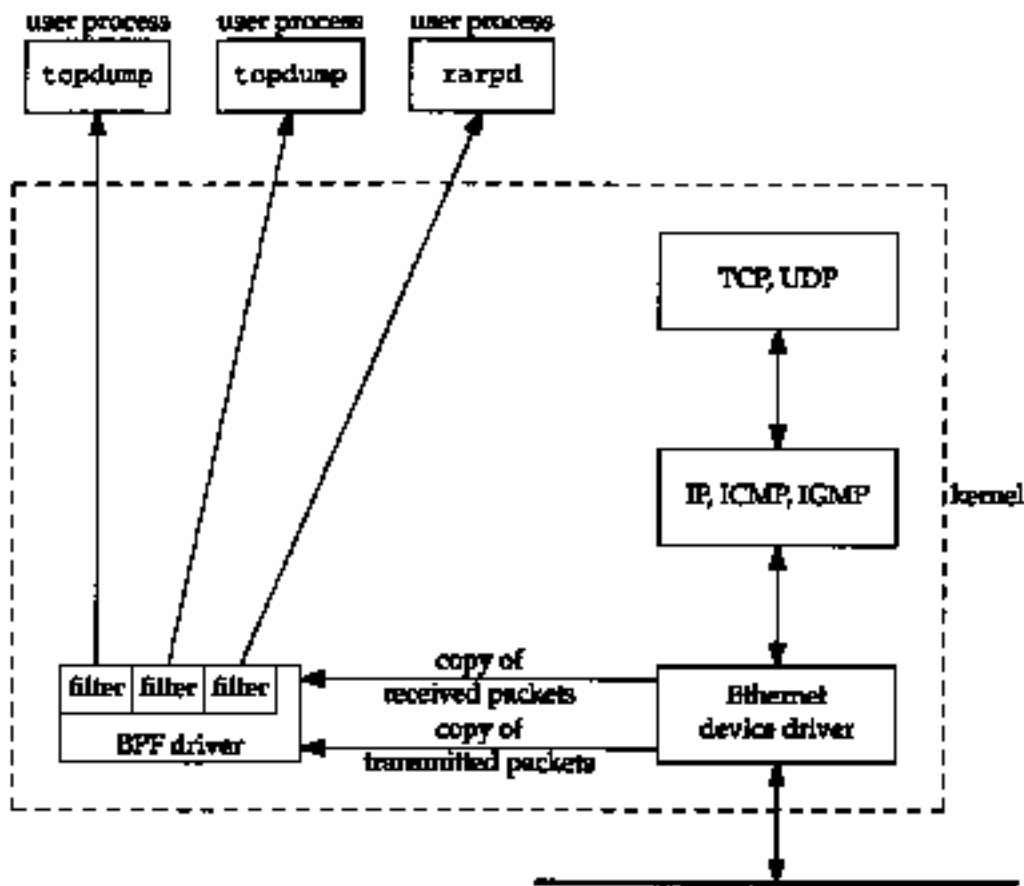 user process user process user process
tcpdump tcpdump rarpd
TCP, UDP
IP, ICMP, IGMP
kernel
filter filter filter
BPF driver
copy of
received packets
copy of
transmitted packets
Ethernet
device driver